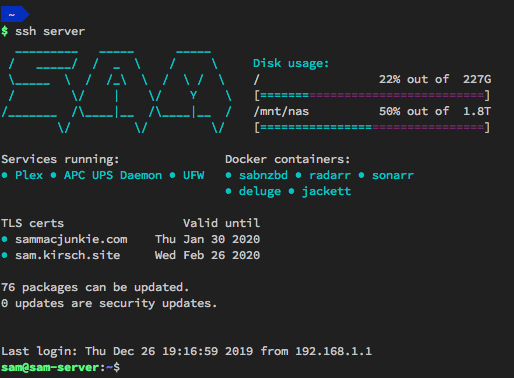 ~
$ ssh server
SAM
Disk usage:
/ 22% out of 227G
[================================]
/mnt/nas 50% out of 1.8T
[================================]
Services running:
● Plex ● APC UPS Daemon ● UFW
Docker containers:
● sabnzbd ● radarr ● sonarr
● deluge ● jackett
TLS certs Valid until
● sammacjunkie.com Thu Jan 30 2020
● sam.kirsch.site Wed Feb 26 2020
76 packages can be updated.
0 updates are security updates.
Last login: Thu Dec 26 19:16:59 2019 from 192.168.1.1
sam@sam-server:~$